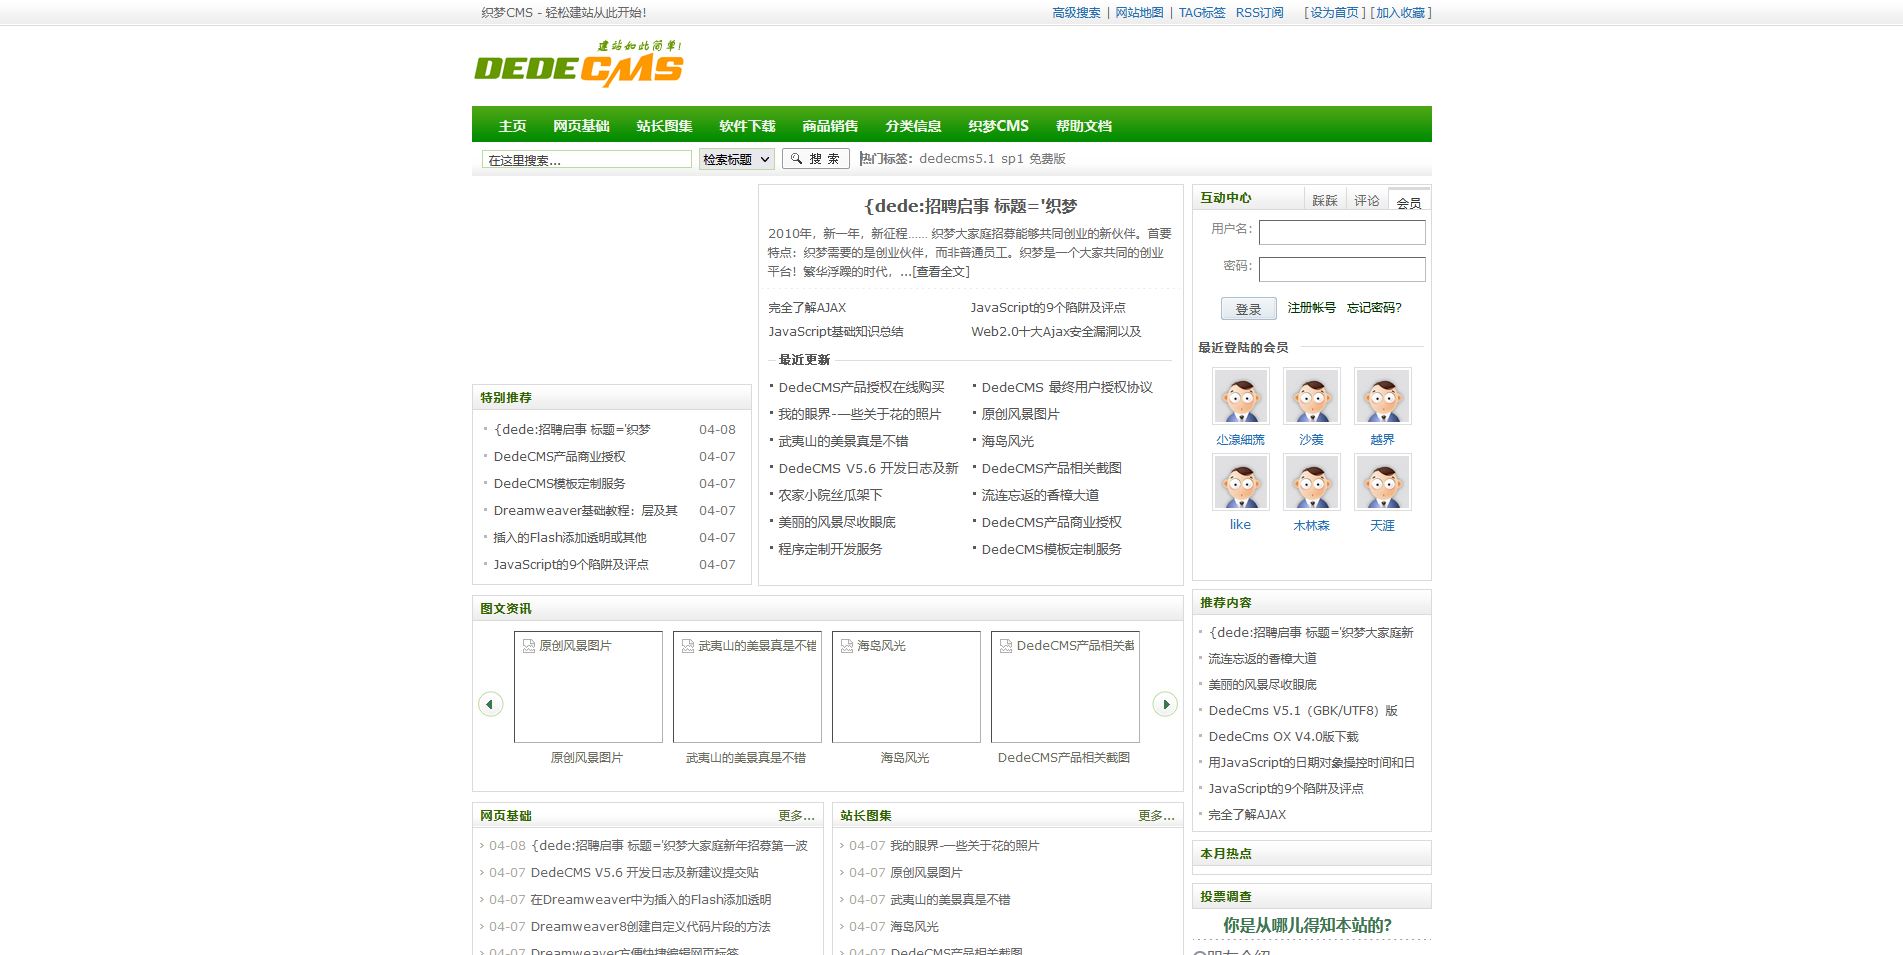 织梦CMS - 轻松建站从此开始!
高级搜索 | 网站地图 | TAG标签 RSS订阅 [设为首页] [加入收藏]
建站如此简单!
DEDECMS
主页 网页基础 站长图集 软件下载 商品销售 分类信息 织梦CMS 帮助文档
在这里搜索... 检索标题 搜 索 热门标签: dedecms5.1 sp1 免费版
特别推荐
{dede:招聘启事 标题='织梦 04-08
DedeCMS产品商业授权 04-07
DedeCMS模板定制服务 04-07
Dreamweaver基础教程：层及其 04-07
插入的Flash添加透明或其他 04-07
JavaScript的9个陷阱及评点 04-07
{dede:招聘启事 标题='织梦
2010年，新一年，新征程…… 织梦大家庭招募能够共同创业的新伙伴。首要
特点：织梦需要的是创业伙伴，而非普通员工。织梦是一个大家共同的创业
平台！繁华浮躁的时代，...[查看全文]
完全了解AJAX JavaScript的9个陷阱及评点
JavaScript基础知识总结 Web2.0十大Ajax安全漏洞以及
最近更新
DedeCMS产品授权在线购买 DedeCMS 最终用户授权协议
我的眼界-一些关于花的照片 原创风景图片
武夷山的美景真是不错 海岛风光
DedeCMS V5.6 开发日志及新 DedeCMS产品相关截图
农家小院丝瓜架下 流连忘返的香樟大道
美丽的风景尽收眼底 DedeCMS产品商业授权
程序定制开发服务 DedeCMS模板定制服务
互动中心 踩踩 评论 会员
用户名：
密码：
登录 注册帐号 忘记密码?
最近登陆的会员
沙羡 越界
like 木林森 天涯
图文资讯
原创风景图片 武夷山的美景真是不错 海岛风光 DedeCMS产品相关截
原创风景图片 武夷山的美景真是不错 海岛风光 DedeCMS产品相关截图
推荐内容
{dede:招聘启事 标题='织梦大家庭新
流连忘返的香樟大道
美丽的风景尽收眼底
DedeCms V5.1（GBK/UTF8）版
DedeCms OX V4.0版下载
用JavaScript的日期对象操控时间和日
JavaScript的9个陷阱及评点
完全了解AJAX
网页基础 更多...
04-08 {dede:招聘启事 标题='织梦大家庭新年招募第一波
04-07 DedeCMS V5.6 开发日志及新建议提交贴
04-07 在Dreamweaver中为插入的Flash添加透明
04-07 Dreamweaver8创建自定义代码片段的方法
04-07 Dreamweaver方便快捷编辑网页标签
站长图集 更多...
04-07 我的眼界-一些关于花的照片
04-07 原创风景图片
04-07 武夷山的美景真是不错
04-07 海岛风光
04-07 DedeCMS产品相关截图
本月热点
投票调查
你是从哪儿得知本站的?
朋友介绍